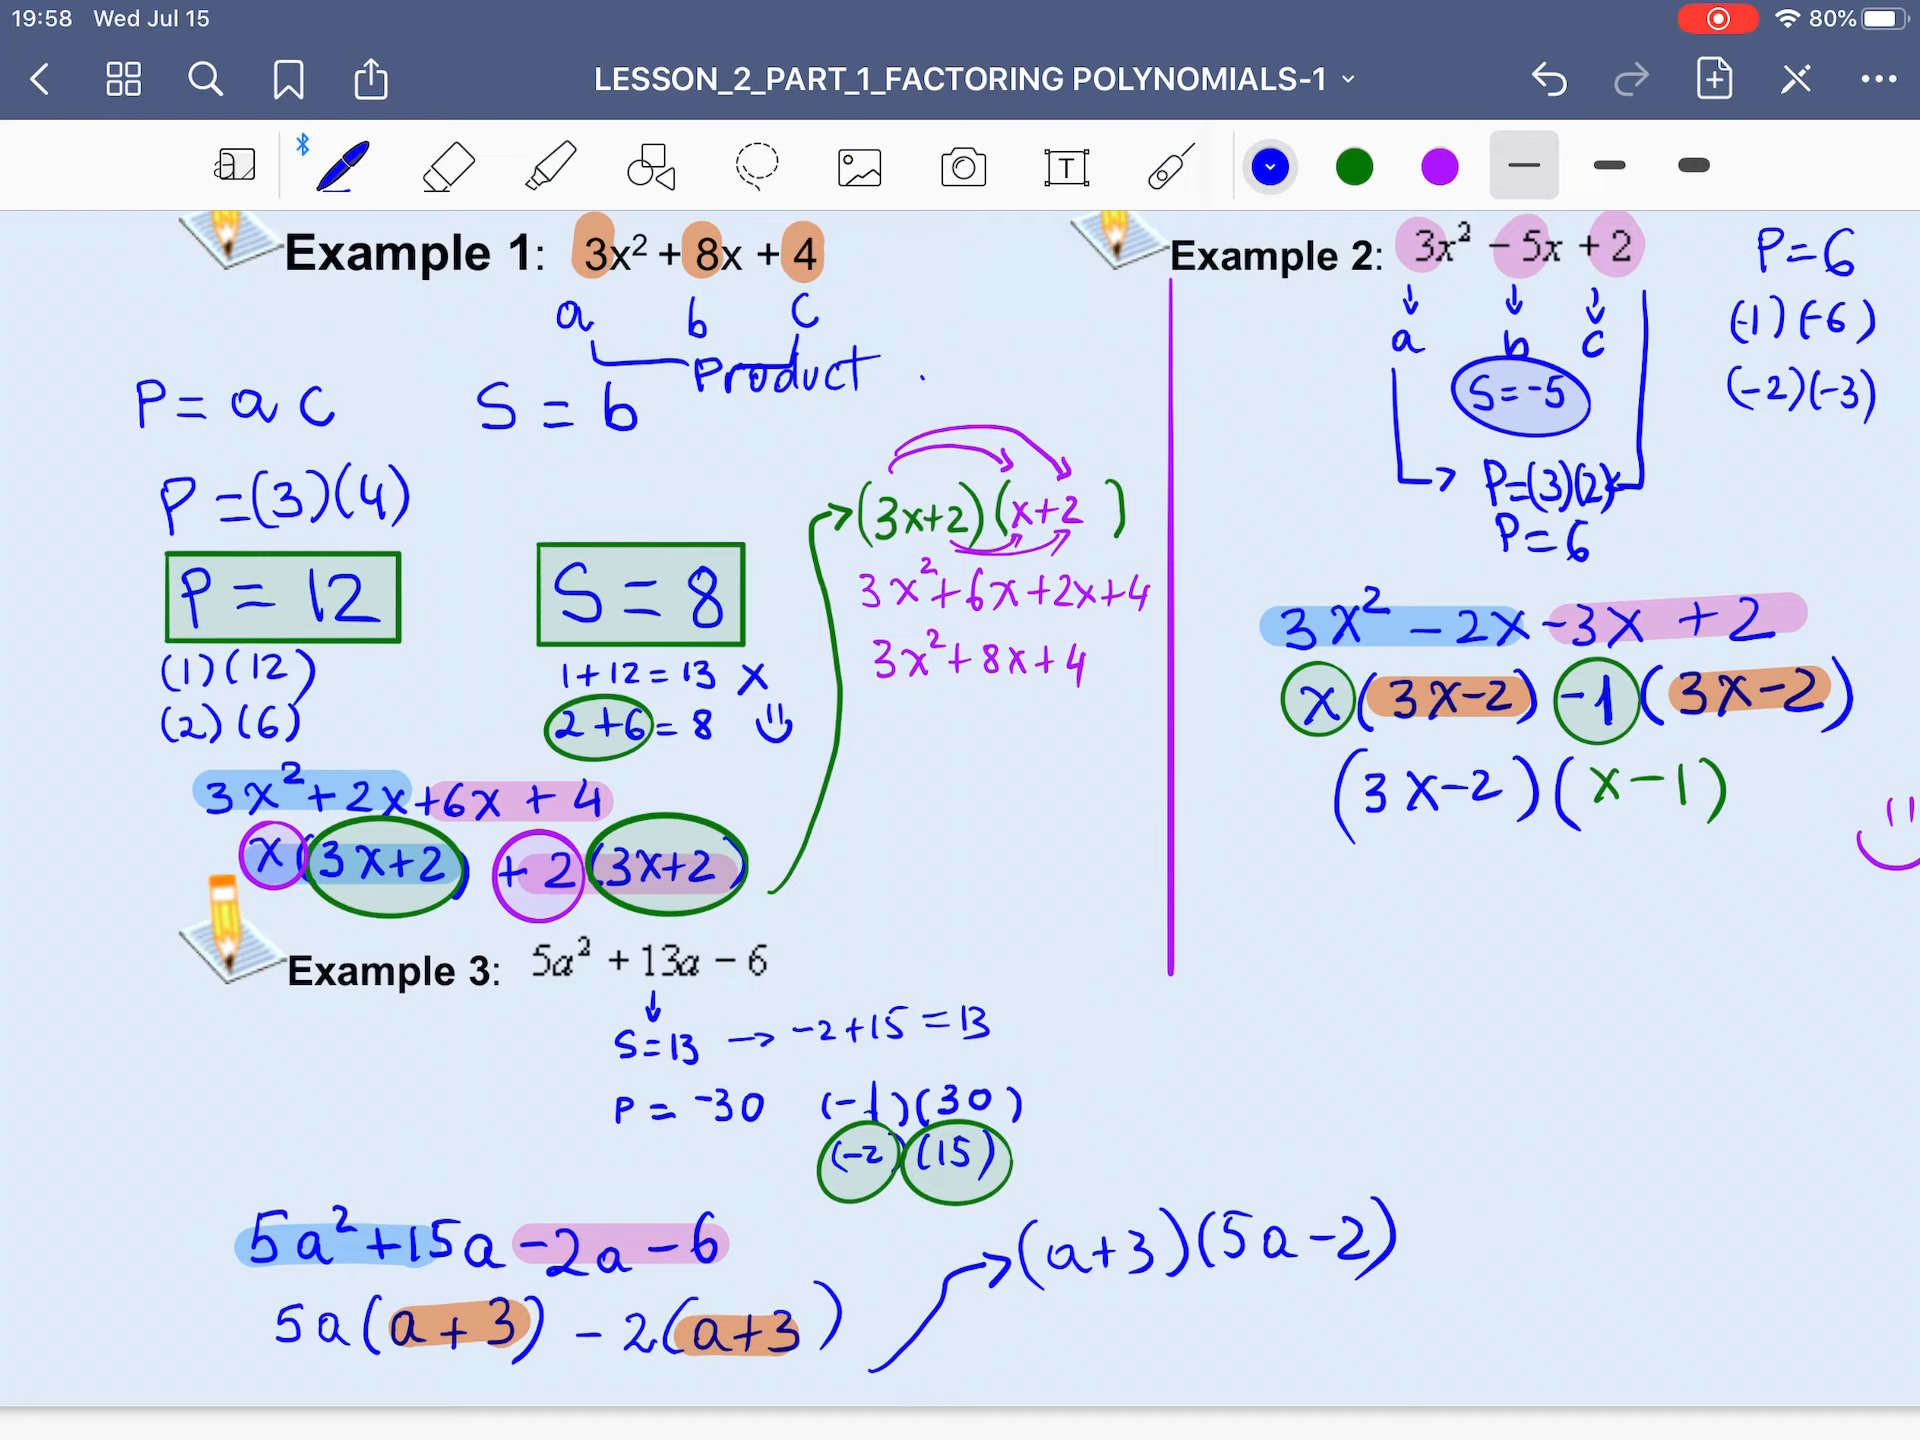 19:58 Wed Jul 15
80%
LESSON_2_PART_1_FACTORING POLYNOMIALS-1
Example 1: 3x² + 8x + 4
a b c
Product
P = a c S = b
P = (3)(4)
P = 12 S = 8
(1)(12) 1+12 = 13 x
(2)(6) 2+6 = 8
3x² + 2x + 6x + 4
x(3x+2) + 2(3x+2)
(3x+2)(x+2)
3x²+6x+2x+4
3x²+8x+4
Example 2: 3x² − 5x + 2
a b c
S = -5
P=(3)(2)
P=6
P=6
(-1)(-6)
(-2)(-3)
3x² − 2x − 3x + 2
x(3x−2) −1(3x−2)
(3x−2)(x−1)
Example 3: 5a² + 13a − 6
S=13 → -2+15 = 13
P = -30 (-1)(30)
(-2)(15)
5a²+15a−2a−6
5a(a+3) − 2(a+3)
(a+3)(5a−2)